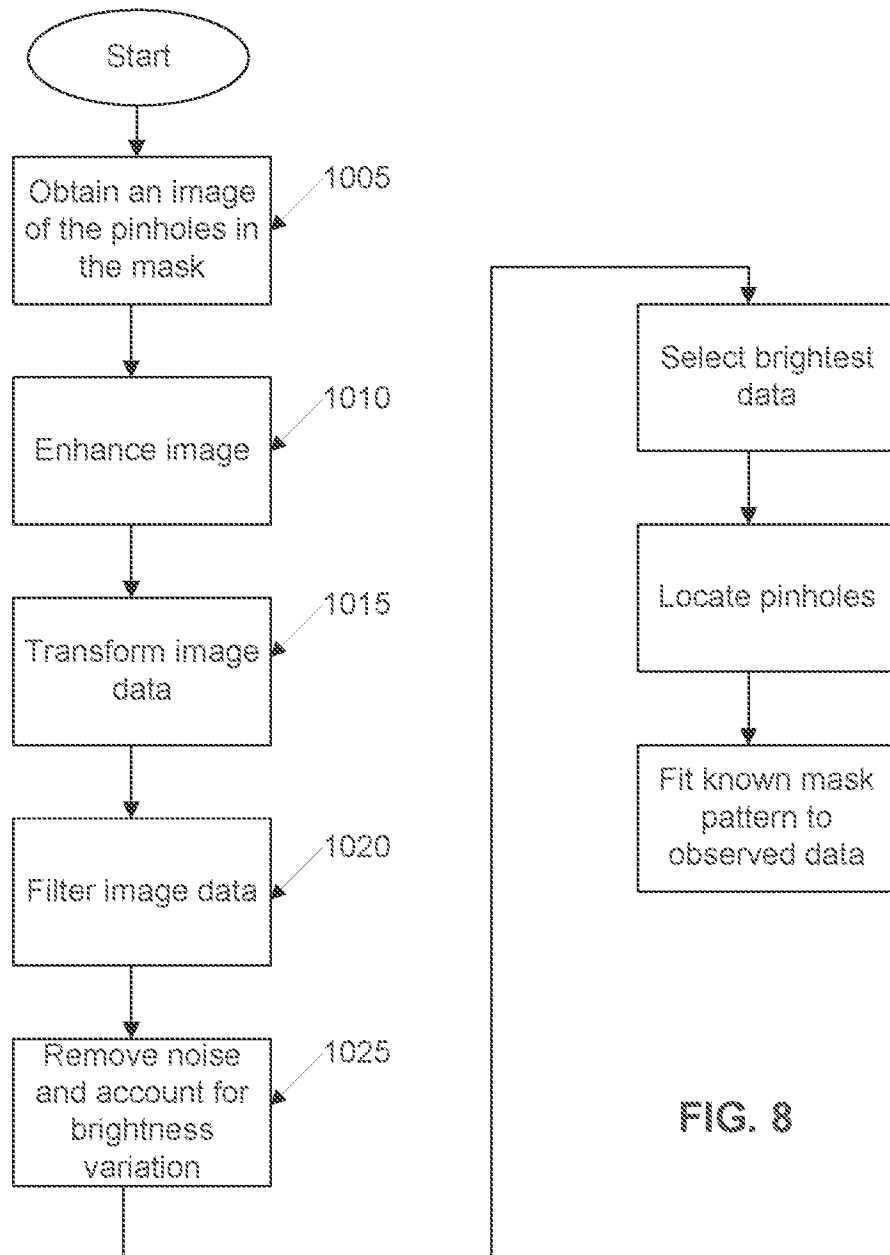 Start
Obtain an image
of the pinholes in
the mask
1005
Enhance image
1010
Transform image
data
1015
Filter image data
1020
Remove noise
and account for
brightness
variation
1025
Select brightest
data
Locate pinholes
Fit known mask
pattern to
observed data
FIG. 8